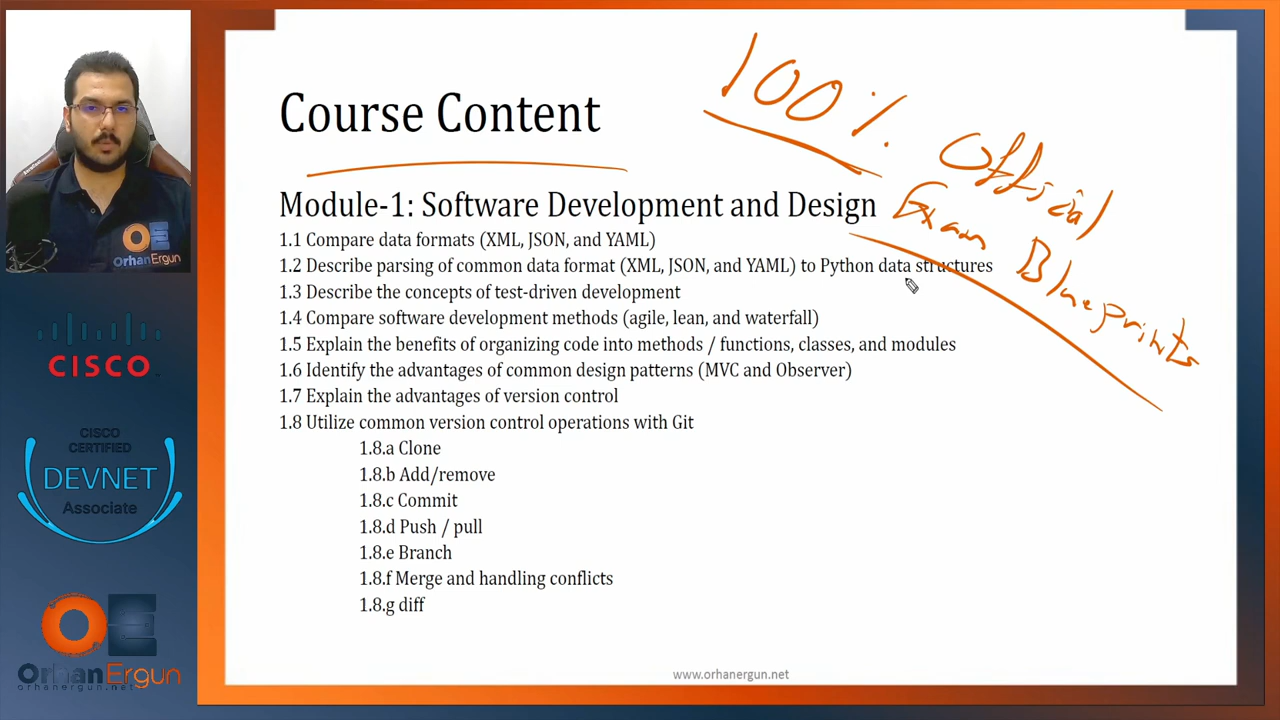 Course Content
100%
Official
Exam Blueprints
Module-1: Software Development and Design
1.1 Compare data formats (XML, JSON, and YAML)
1.2 Describe parsing of common data format (XML, JSON, and YAML) to Python data structures
1.3 Describe the concepts of test-driven development
1.4 Compare software development methods (agile, lean, and waterfall)
1.5 Explain the benefits of organizing code into methods / functions, classes, and modules
1.6 Identify the advantages of common design patterns (MVC and Observer)
1.7 Explain the advantages of version control
1.8 Utilize common version control operations with Git
1.8.a Clone
1.8.b Add/remove
1.8.c Commit
1.8.d Push / pull
1.8.e Branch
1.8.f Merge and handling conflicts
1.8.g diff
www.orhanergun.net
OE
OrhanErgun
CISCO
CISCO
CERTIFIED
DEVNET
Associate
OE
OrhanErgun
orhanergun.net